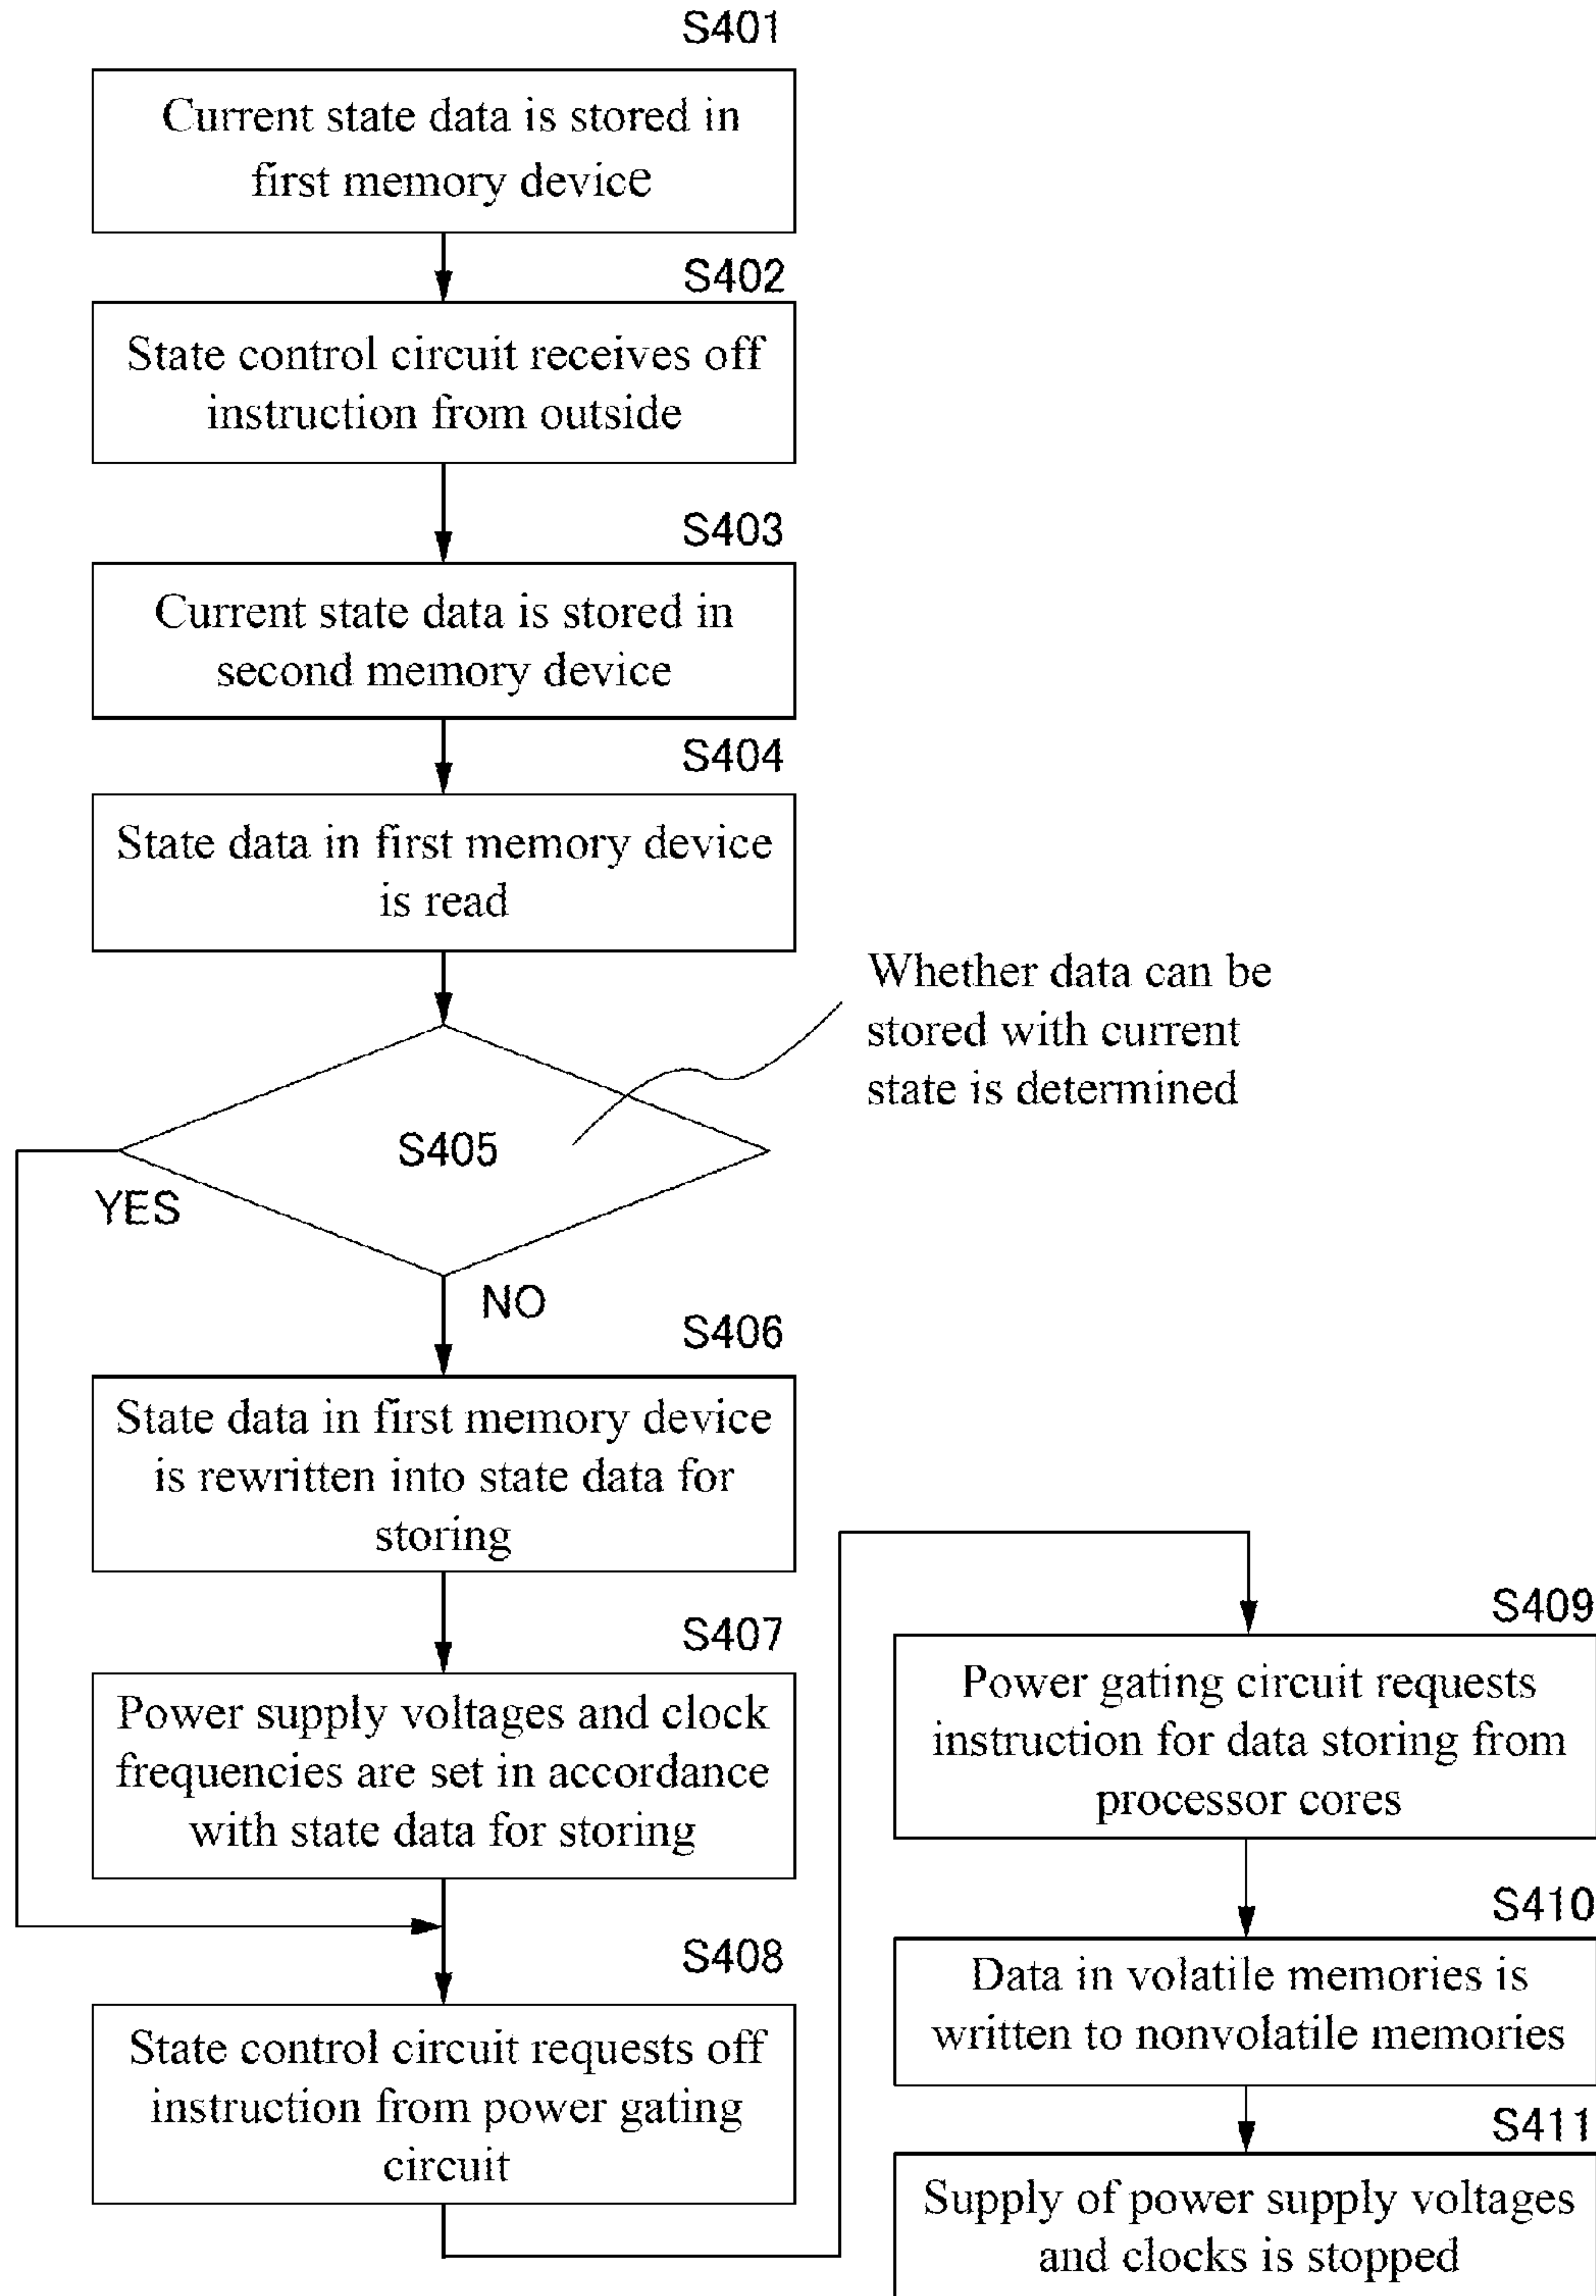 S401
Current state data is stored in
first memory device
S402
State control circuit receives off
instruction from outside
S403
Current state data is stored in
second memory device
S404
State data in first memory device
is read
Whether data can be
stored with current
state is determined
S405
YES
NO
S406
State data in first memory device
is rewritten into state data for
storing
S407
Power supply voltages and clock
frequencies are set in accordance
with state data for storing
S408
State control circuit requests off
instruction from power gating
circuit
S409
Power gating circuit requests
instruction for data storing from
processor cores
S410
Data in volatile memories is
written to nonvolatile memories
S411
Supply of power supply voltages
and clocks is stopped